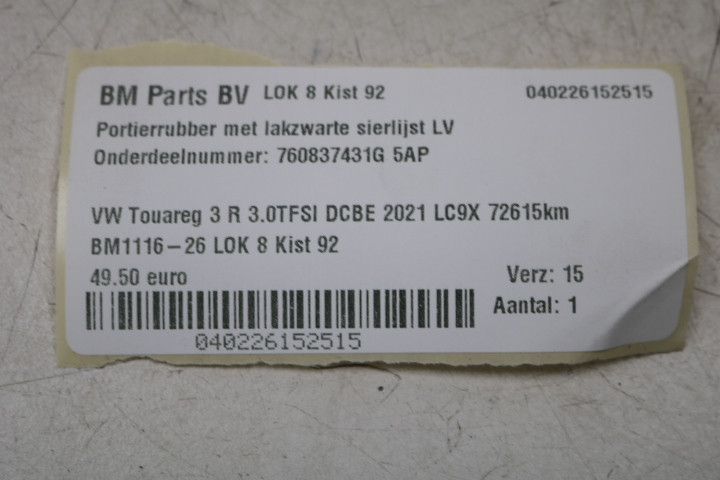 BM Parts BV LOK 8 Kist 92 040226152515
Portierrubber met lakzwarte sierlijst LV
Onderdeelnummer: 760837431G 5AP
VW Touareg 3 R 3.0TFSI DCBE 2021 LC9X 72615km
BM1116-26 LOK 8 Kist 92
49.50 euro Verz: 15
Aantal: 1
040226152515